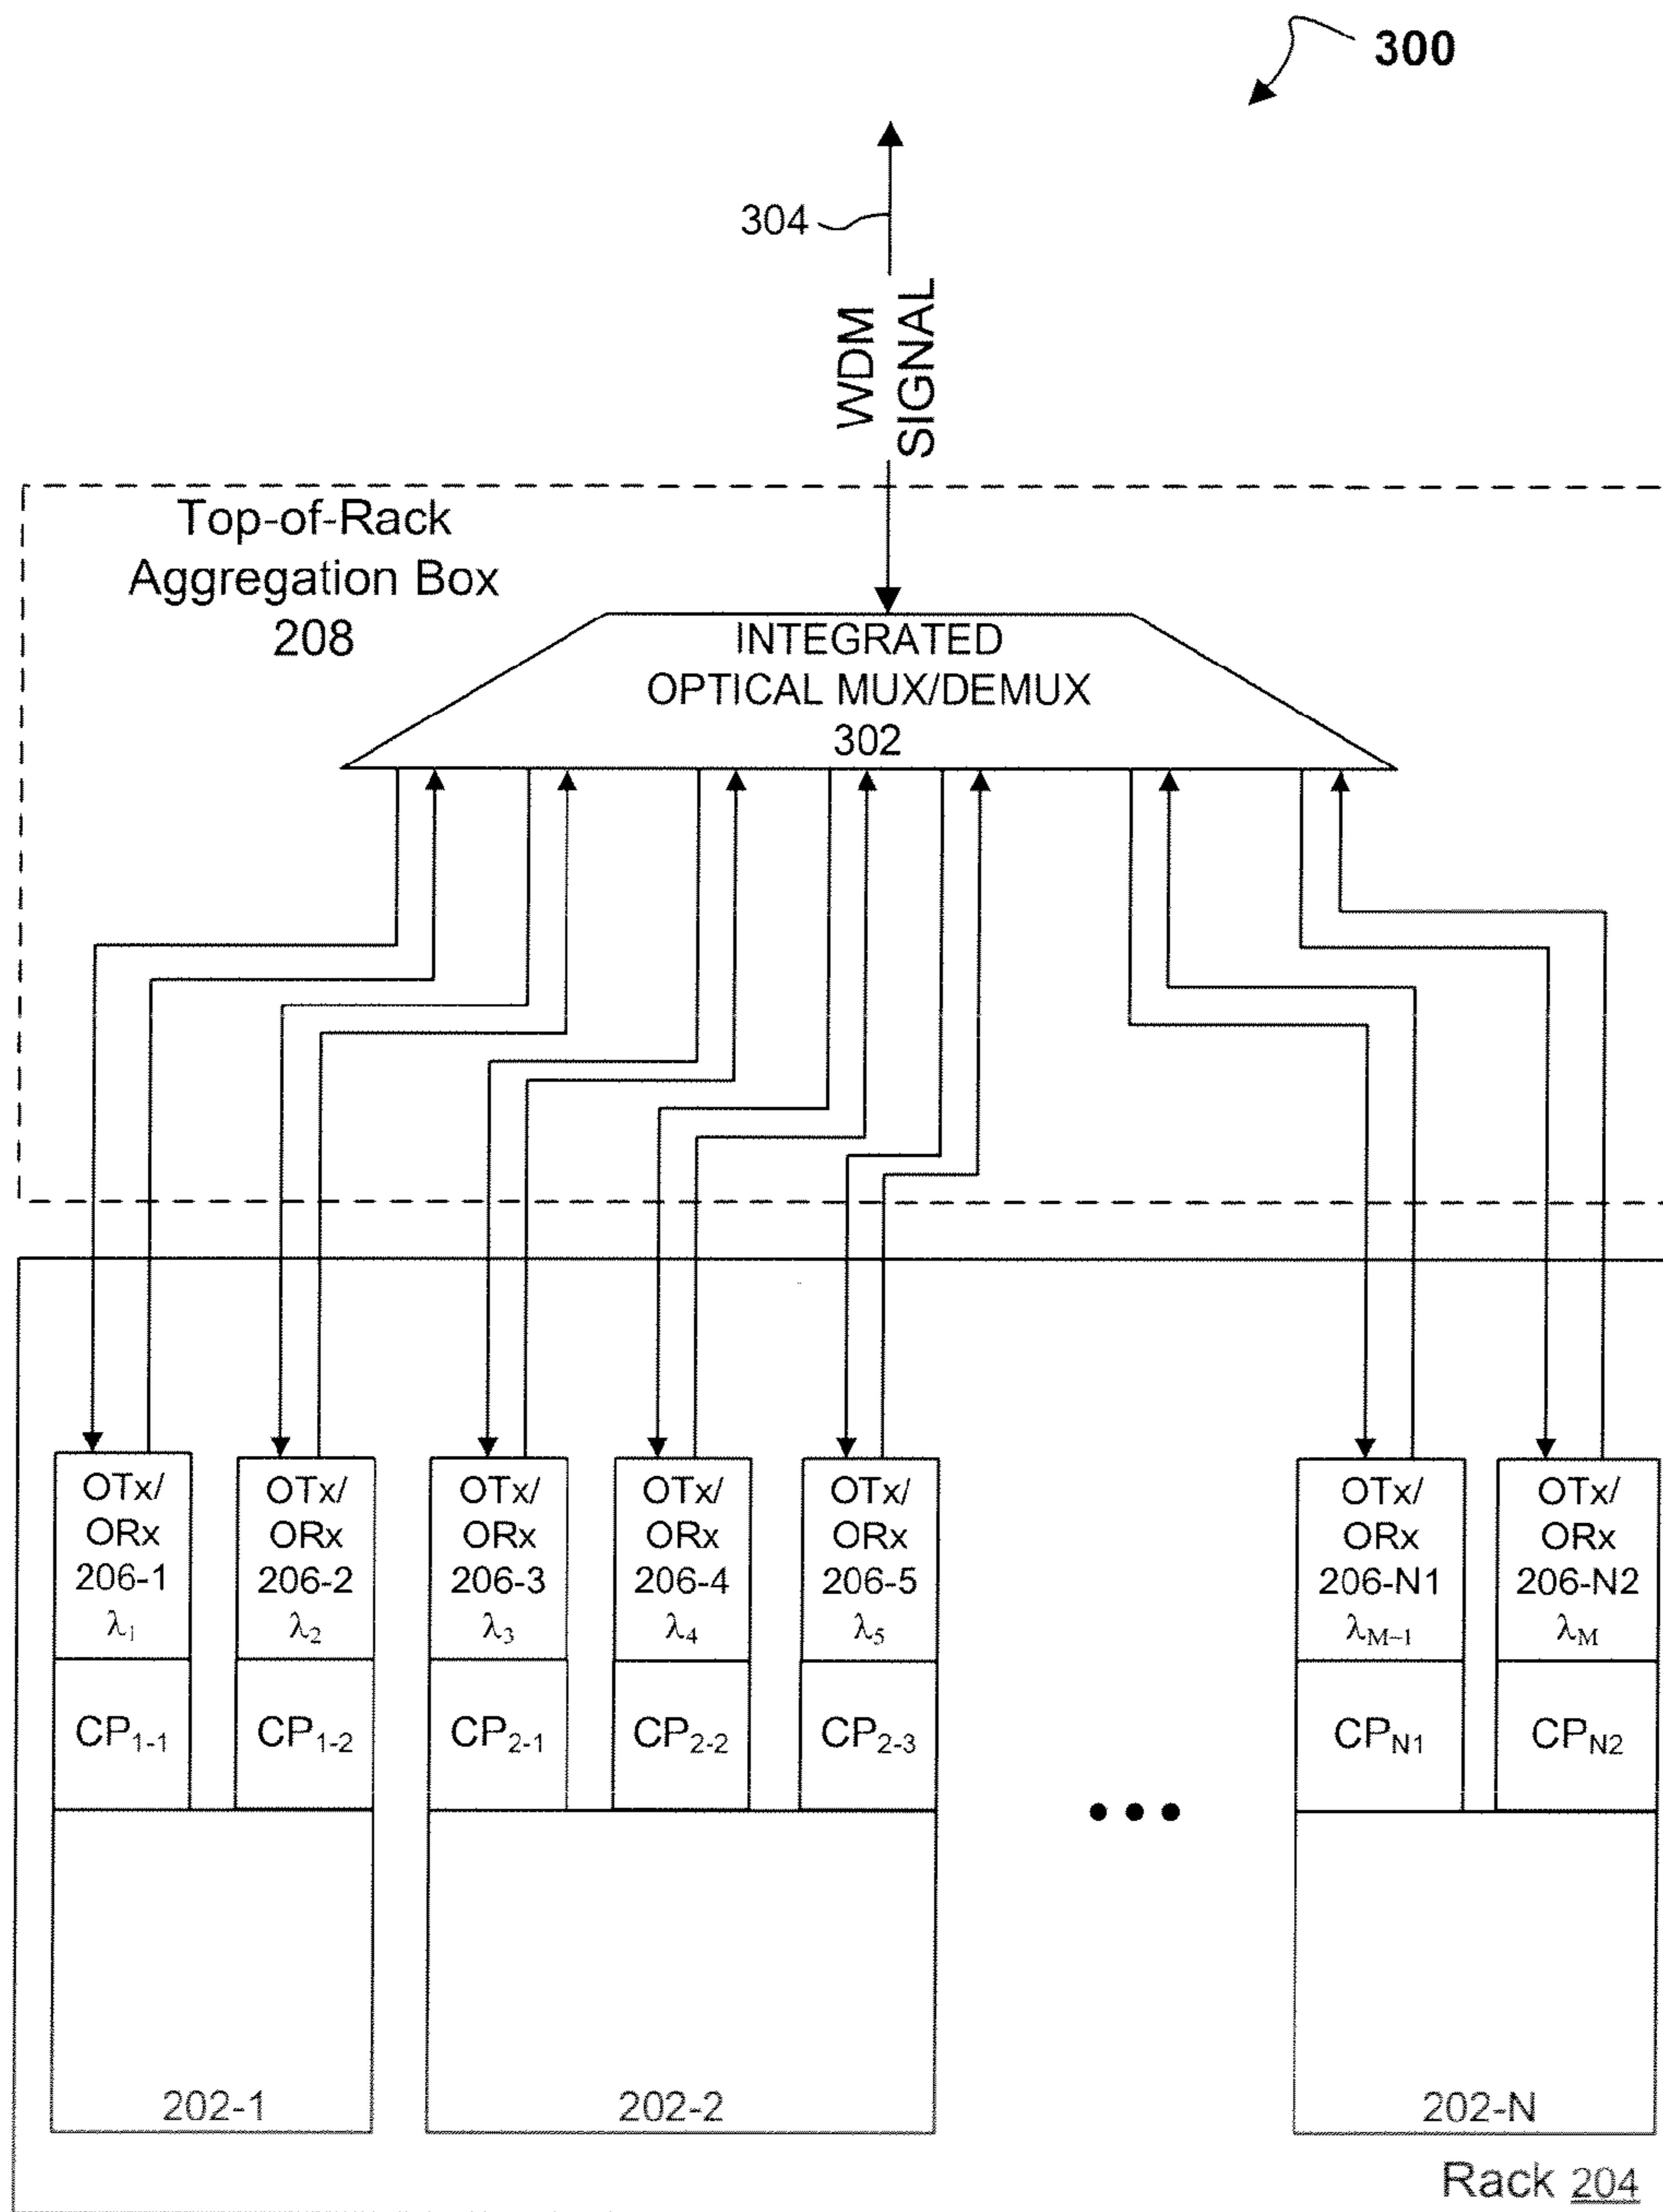 300
304
WDM
SIGNAL
Top-of-Rack
Aggregation Box
208
INTEGRATED
OPTICAL MUX/DEMUX
302
OTx/
ORx
206-1
λ₁
OTx/
ORx
206-2
λ₂
OTx/
ORx
206-3
λ₃
OTx/
ORx
206-4
λ₄
OTx/
ORx
206-5
λ₅
OTx/
ORx
206-N1
λM–1
OTx/
ORx
206-N2
λM
CP1-1
CP1-2
CP2-1
CP2-2
CP2-3
CPN1
CPN2
202-1
202-2
202-N
Rack 204